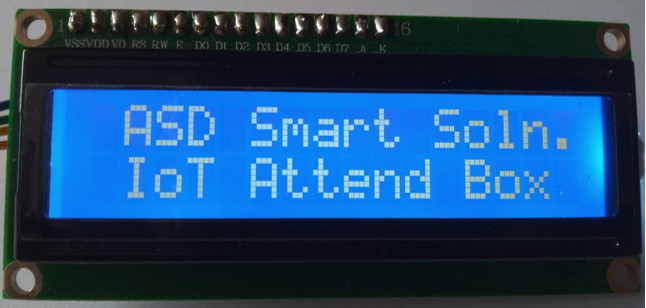 1 16
VSS VDD V0 RS RW E D0 D1 D2 D3 D4 D5 D6 D7 A K
ASD Smart Soln.
IoT Attend Box